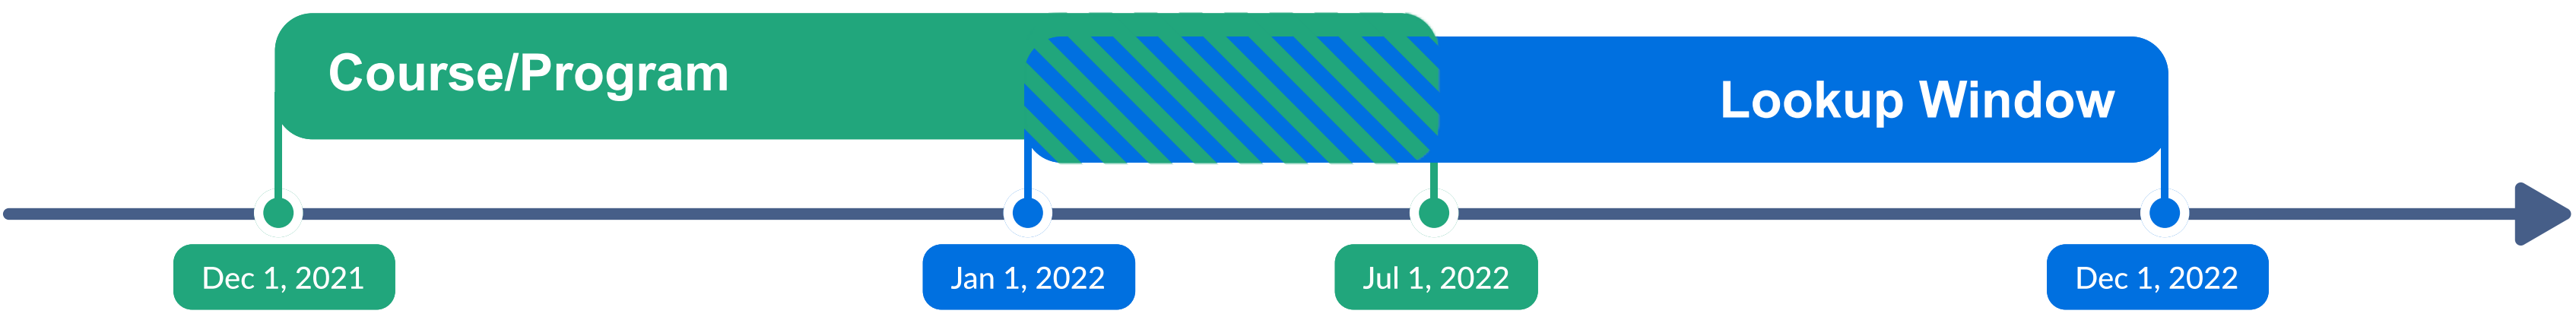 Course/Program
Lookup Window
Dec 1, 2021
Jan 1, 2022
Jul 1, 2022
Dec 1, 2022